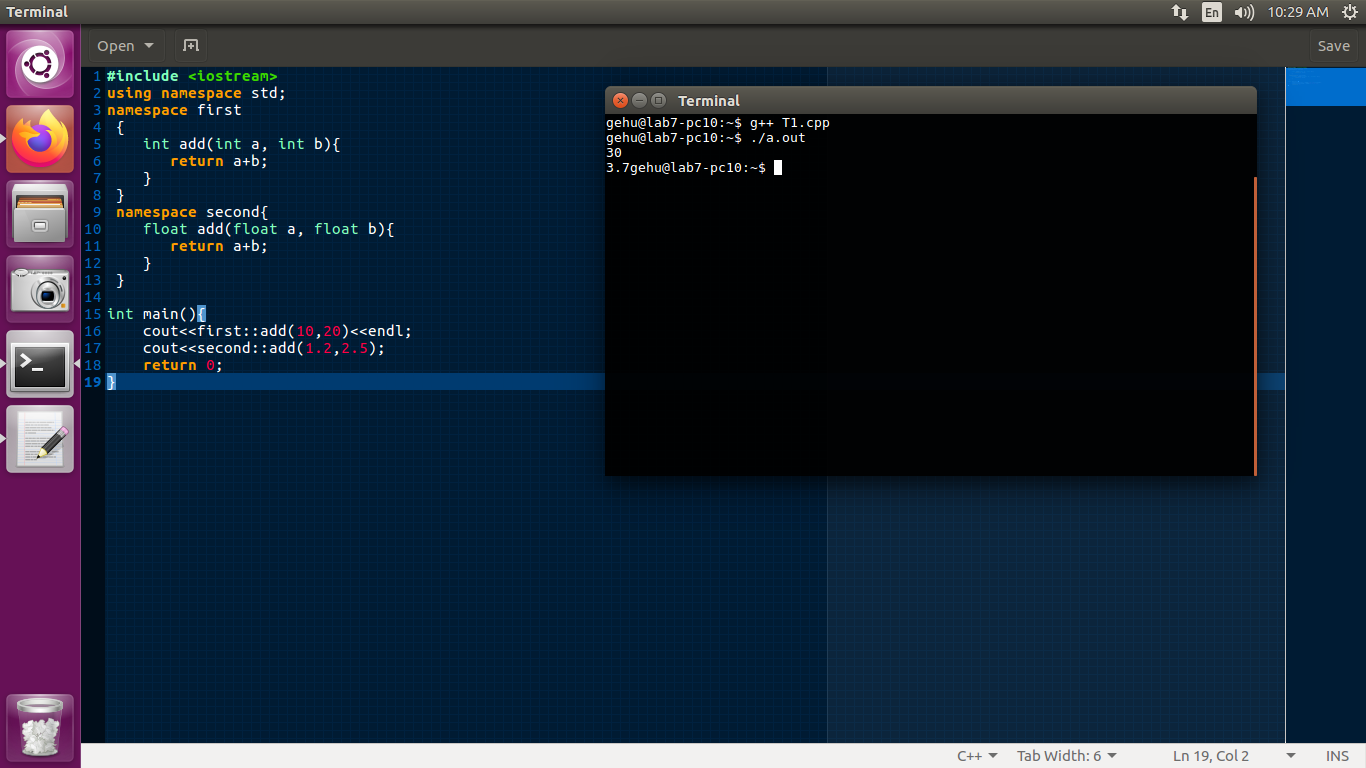 Terminal
En
10:29 AM
Open
Save
1 #include <iostream>
2 using namespace std;
3 namespace first
4 {
5 int add(int a, int b){
6 return a+b;
7 }
8 }
9 namespace second{
10 float add(float a, float b){
11 return a+b;
12 }
13 }
14
15 int main(){
16 cout<<first::add(10,20)<<endl;
17 cout<<second::add(1.2,2.5);
18 return 0;
19 }
Terminal
gehu@lab7-pc10:~$ g++ T1.cpp
gehu@lab7-pc10:~$ ./a.out
30
3.7gehu@lab7-pc10:~$
>_
C++
Tab Width: 6
Ln 19, Col 2
INS